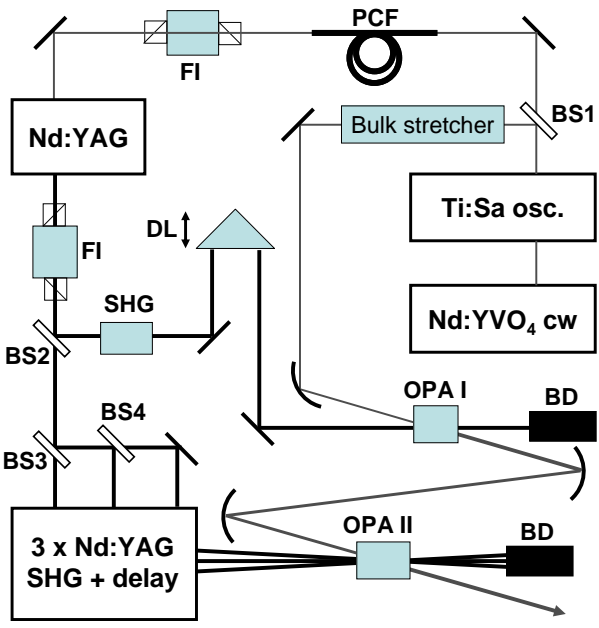 PCF
FI
BS1
Nd:YAG
Bulk stretcher
Ti:Sa osc.
DL
FI
SHG
Nd:YVO₄ cw
BS2
OPA I
BD
BS4
BS3
3 x Nd:YAG
SHG + delay
OPA II
BD